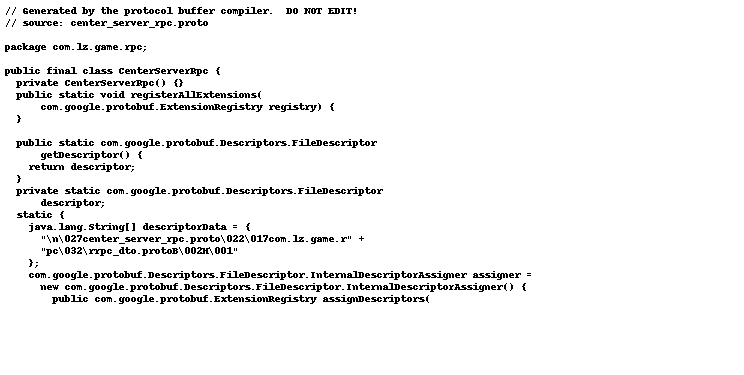 // Generated by the protocol buffer compiler.  DO NOT EDIT!
// source: center_server_rpc.proto

package com.lz.game.rpc;

public final class CenterServerRpc {
  private CenterServerRpc() {}
  public static void registerAllExtensions(
      com.google.protobuf.ExtensionRegistry registry) {
  }

  public static com.google.protobuf.Descriptors.FileDescriptor
      getDescriptor() {
    return descriptor;
  }
  private static com.google.protobuf.Descriptors.FileDescriptor
      descriptor;
  static {
    java.lang.String[] descriptorData = {
      "\n\027center_server_rpc.proto\022\017com.lz.game.r" +
      "pc\032\rrpc_dto.protoB\002H\001"
    };
    com.google.protobuf.Descriptors.FileDescriptor.InternalDescriptorAssigner assigner =
      new com.google.protobuf.Descriptors.FileDescriptor.InternalDescriptorAssigner() {
        public com.google.protobuf.ExtensionRegistry assignDescriptors(